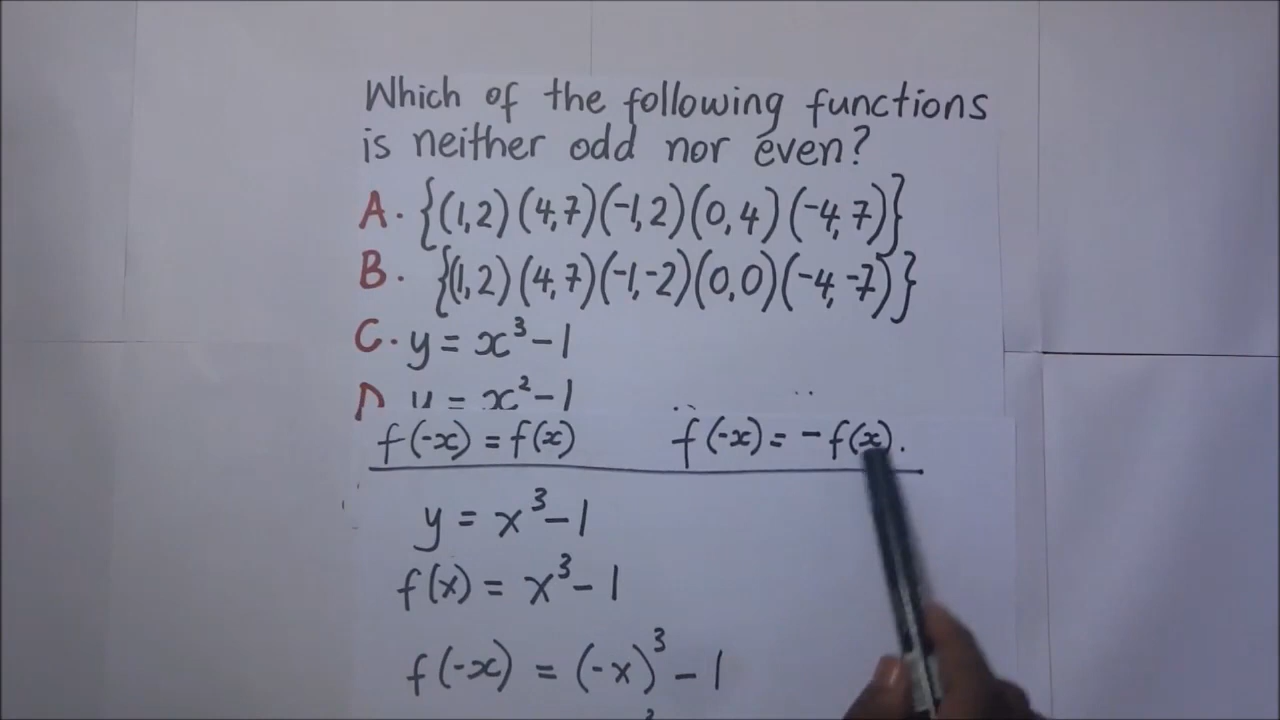 Which of the following functions
is neither odd nor even?
A. {(1,2)(4,7)(-1,2)(0,4)(-4,7)}
B. {(1,2)(4,7)(-1,-2)(0,0)(-4,-7)}
C. y = x³-1
D y = x²-1
f(-x) = f(x) f(-x) = -f(x).
y = x³-1
f(x) = x³-1
f(-x) = (-x)³-1